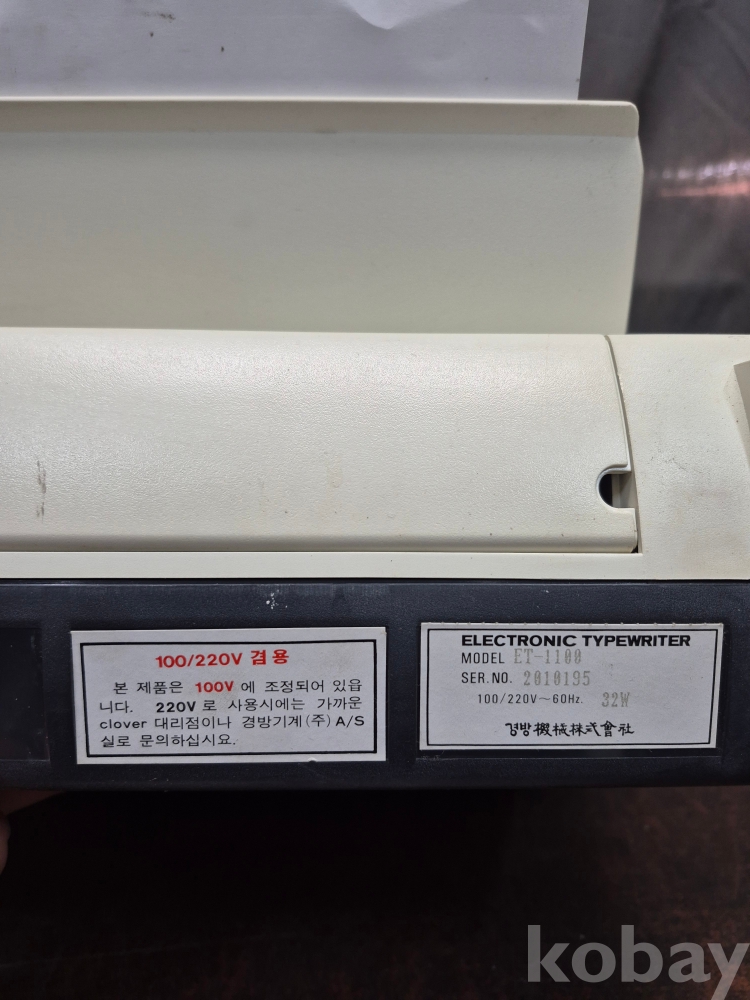 100/220V 겸용
본 제품은 100V 에 조정되어 있읍
니다. 220V 로 사용시에는 가까운
clover 대리점이나 경방기계(주) A/S
실로 문의하십시요.
ELECTRONIC TYPEWRITER
MODEL ET-1100
SER.NO. 2010195
100/220V~60Hz. 32W
경방機械株式會社
kobay